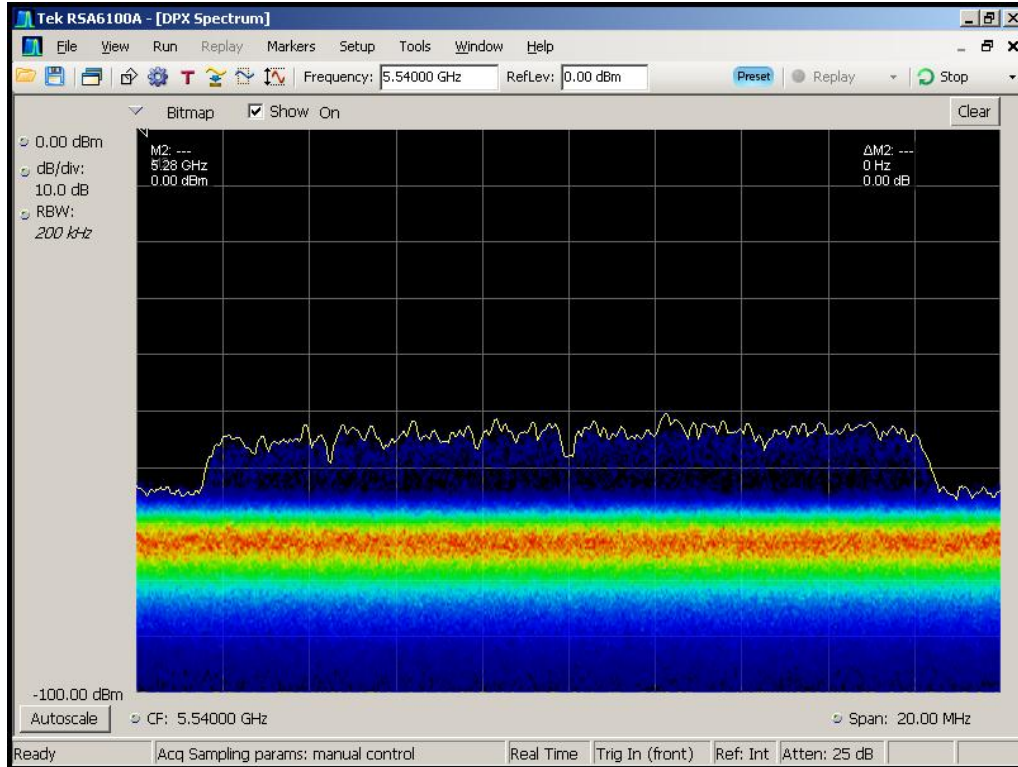 Tek RSA6100A - [DPX Spectrum]
File View Run Replay Markers Setup Tools Window Help
T Frequency: 5.54000 GHz RefLev: 0.00 dBm Preset Replay Stop
Bitmap Show On Clear
0.00 dBm
dB/div:
10.0 dB
RBW:
200 kHz
M2: ---
5.28 GHz
0.00 dBm
ΔM2: ---
0 Hz
0.00 dB
-100.00 dBm
Autoscale CF: 5.54000 GHz Span: 20.00 MHz
Ready Acq Sampling params: manual control Real Time Trig In (front) Ref: Int Atten: 25 dB